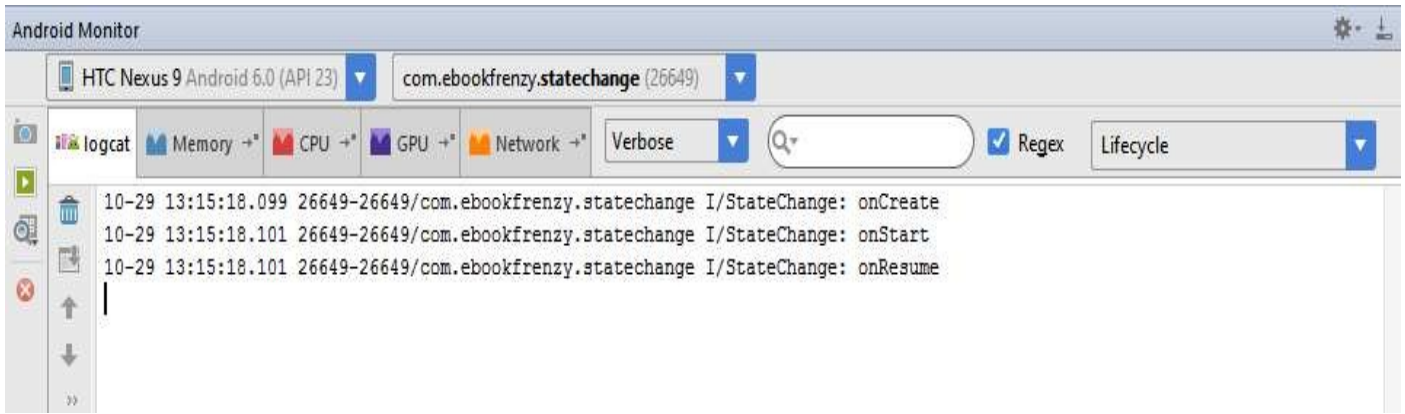 Android Monitor
HTC Nexus 9 Android 6.0 (API 23) com.ebookfrenzy.statechange (26649)
logcat Memory CPU GPU Network Verbose Regex Lifecycle
10-29 13:15:18.099 26649-26649/com.ebookfrenzy.statechange I/StateChange: onCreate
10-29 13:15:18.101 26649-26649/com.ebookfrenzy.statechange I/StateChange: onStart
10-29 13:15:18.101 26649-26649/com.ebookfrenzy.statechange I/StateChange: onResume